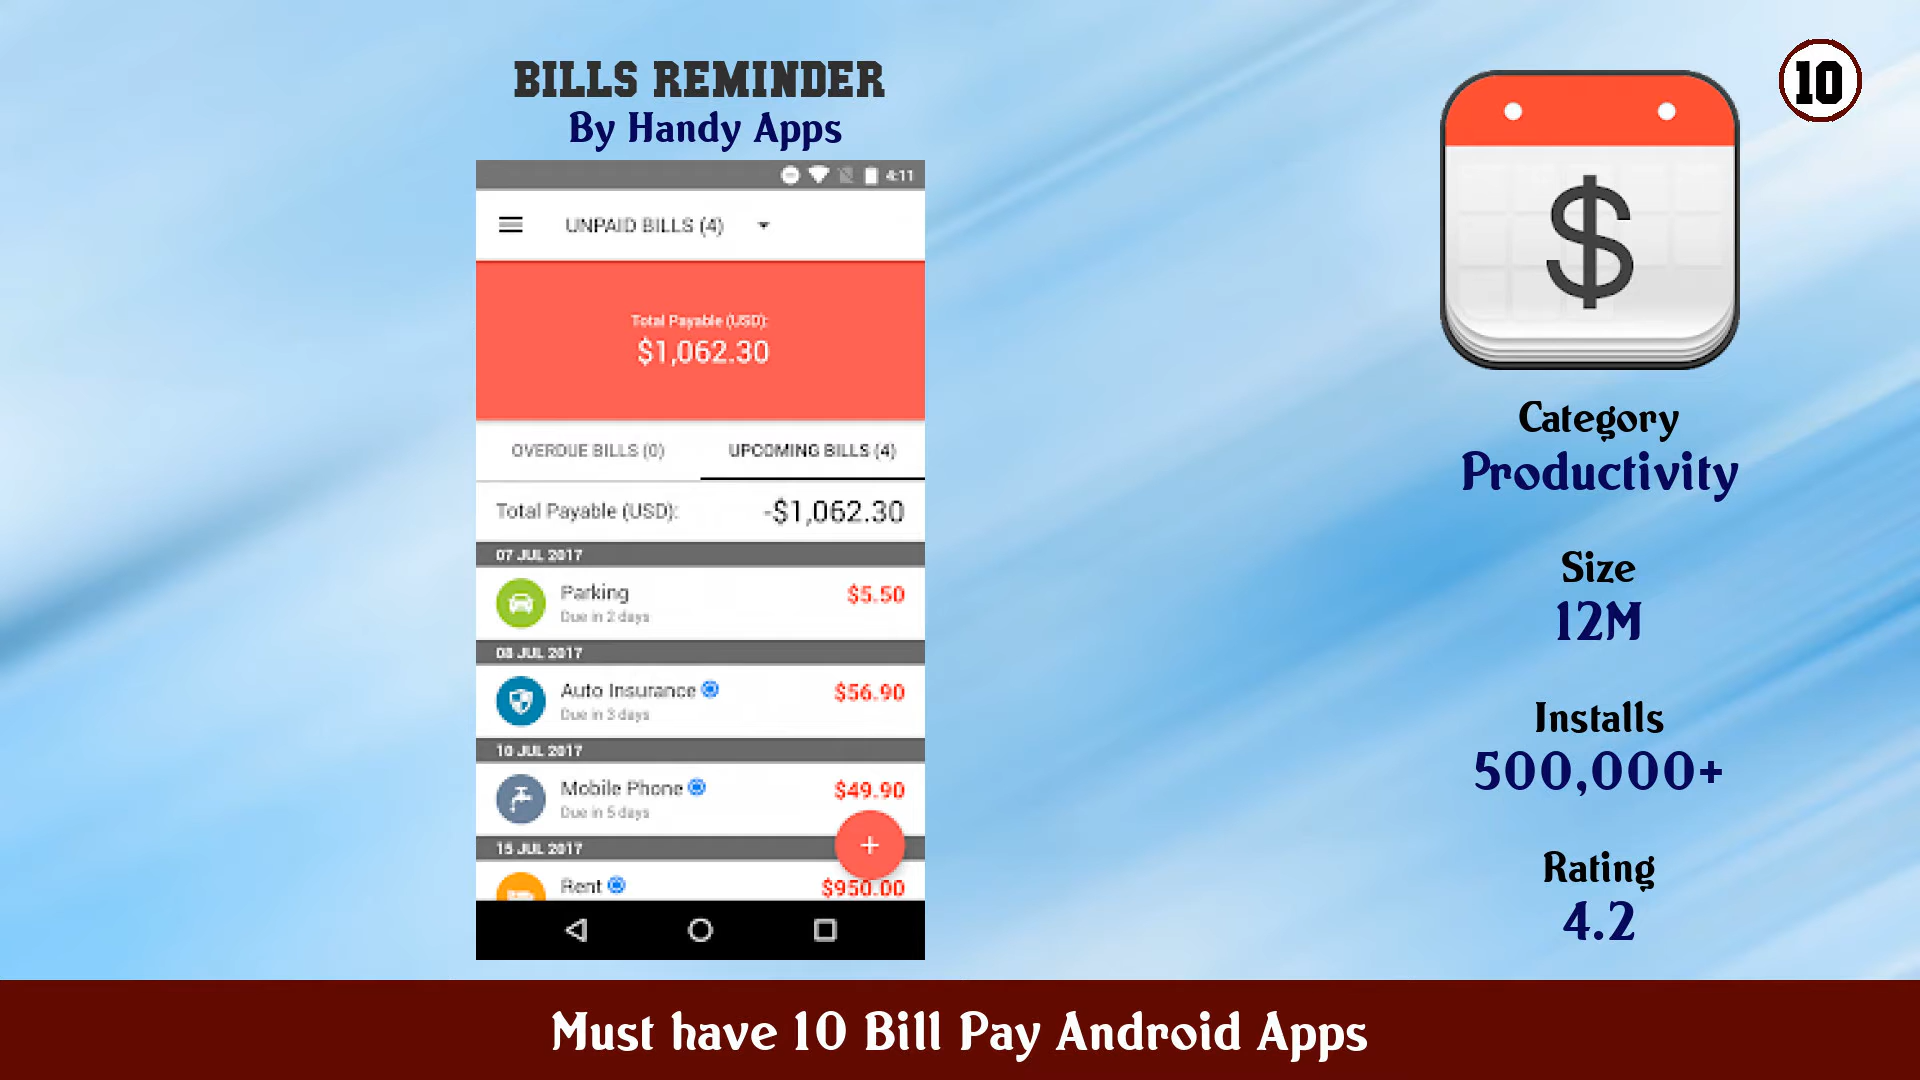 BILLS REMINDER
By Handy Apps
4:11
UNPAID BILLS (4)
Total Payable (USD):
$1,062.30
OVERDUE BILLS (0) UPCOMING BILLS (4)
Total Payable (USD): -$1,062.30
07 JUL 2017
Parking $5.50
Due in 2 days
08 JUL 2017
Auto Insurance $56.90
Due in 3 days
10 JUL 2017
Mobile Phone $49.90
Due in 5 days
+
15 JUL 2017
Rent $950.00
10
$
Category
Productivity
Size
12M
Installs
500,000+
Rating
4.2
Must have 10 Bill Pay Android Apps